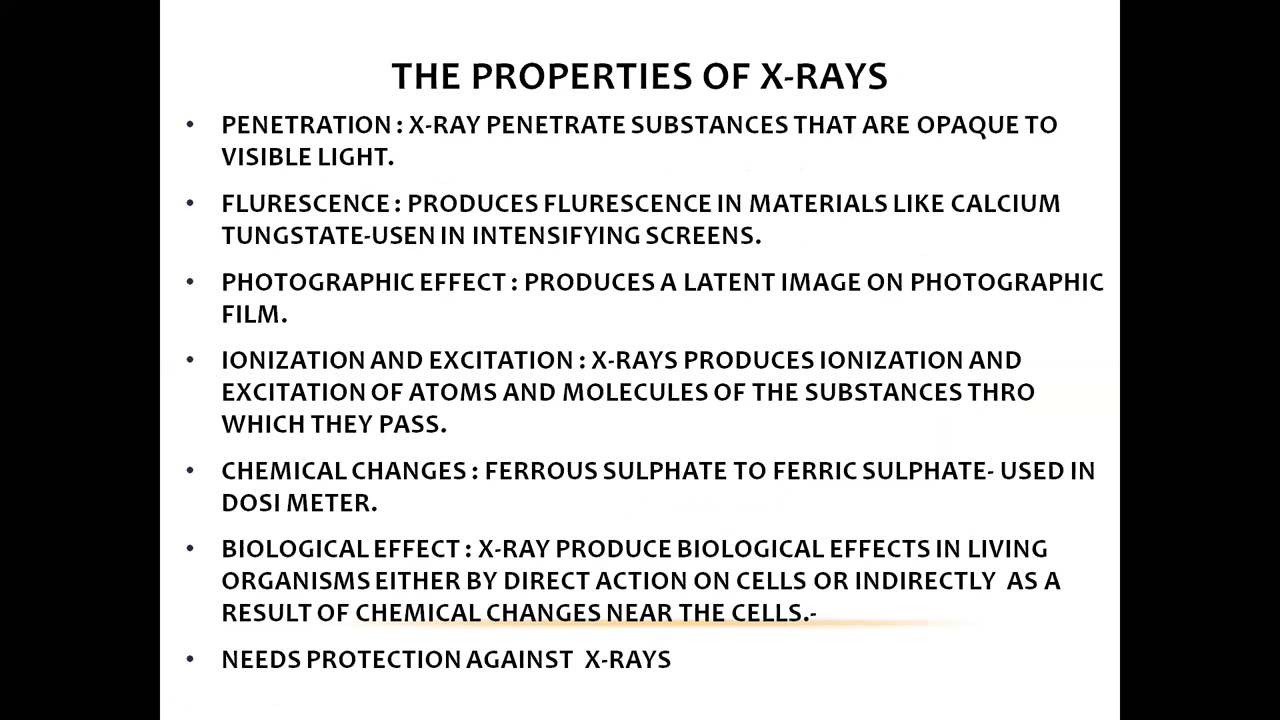 THE PROPERTIES OF X-RAYS
• PENETRATION : X-RAY PENETRATE SUBSTANCES THAT ARE OPAQUE TO
VISIBLE LIGHT.
• FLURESCENCE : PRODUCES FLURESCENCE IN MATERIALS LIKE CALCIUM
TUNGSTATE-USEN IN INTENSIFYING SCREENS.
• PHOTOGRAPHIC EFFECT : PRODUCES A LATENT IMAGE ON PHOTOGRAPHIC
FILM.
• IONIZATION AND EXCITATION : X-RAYS PRODUCES IONIZATION AND
EXCITATION OF ATOMS AND MOLECULES OF THE SUBSTANCES THRO
WHICH THEY PASS.
• CHEMICAL CHANGES : FERROUS SULPHATE TO FERRIC SULPHATE- USED IN
DOSI METER.
• BIOLOGICAL EFFECT : X-RAY PRODUCE BIOLOGICAL EFFECTS IN LIVING
ORGANISMS EITHER BY DIRECT ACTION ON CELLS OR INDIRECTLY AS A
RESULT OF CHEMICAL CHANGES NEAR THE CELLS.-
• NEEDS PROTECTION AGAINST X-RAYS